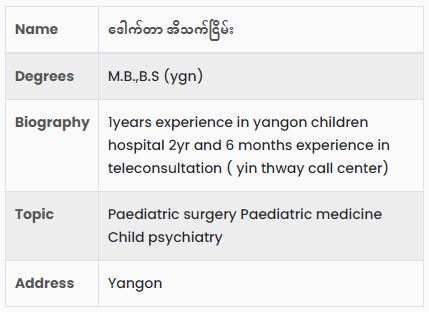 Name ဒေါက်တာ အိသက်ငြိမ်း
Degrees M.B.,B.S (ygn)
Biography 1years experience in yangon children
hospital 2yr and 6 months experience in
teleconsultation ( yin thway call center)
Topic Paediatric surgery Paediatric medicine
Child psychiatry
Address Yangon